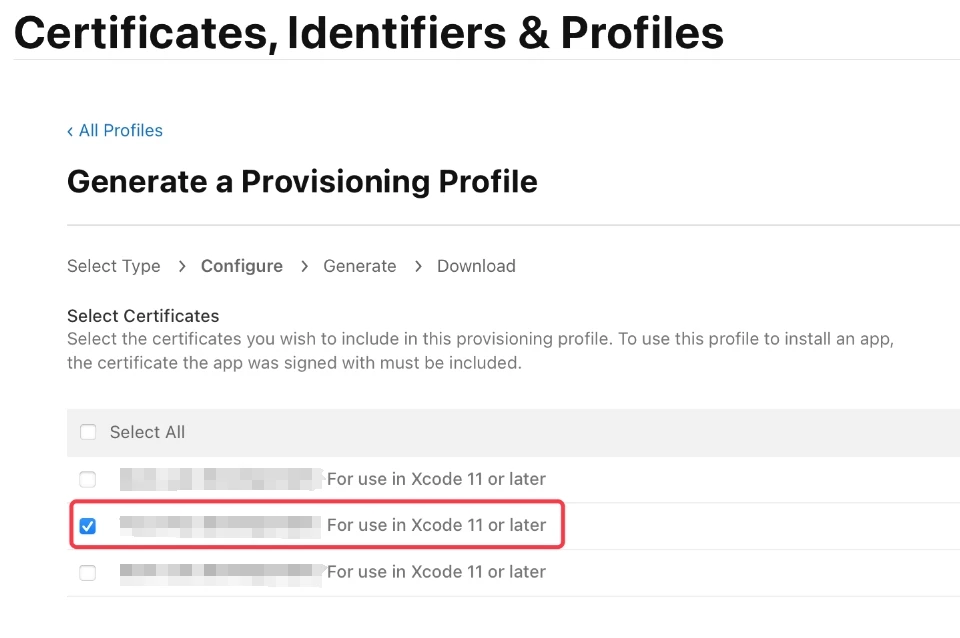 Certificates, Identifiers & Profiles
‹ All Profiles
Generate a Provisioning Profile
Select Type > Configure > Generate > Download
Select Certificates
Select the certificates you wish to include in this provisioning profile. To use this profile to install an app,
the certificate the app was signed with must be included.
Select All
For use in Xcode 11 or later
For use in Xcode 11 or later
For use in Xcode 11 or later